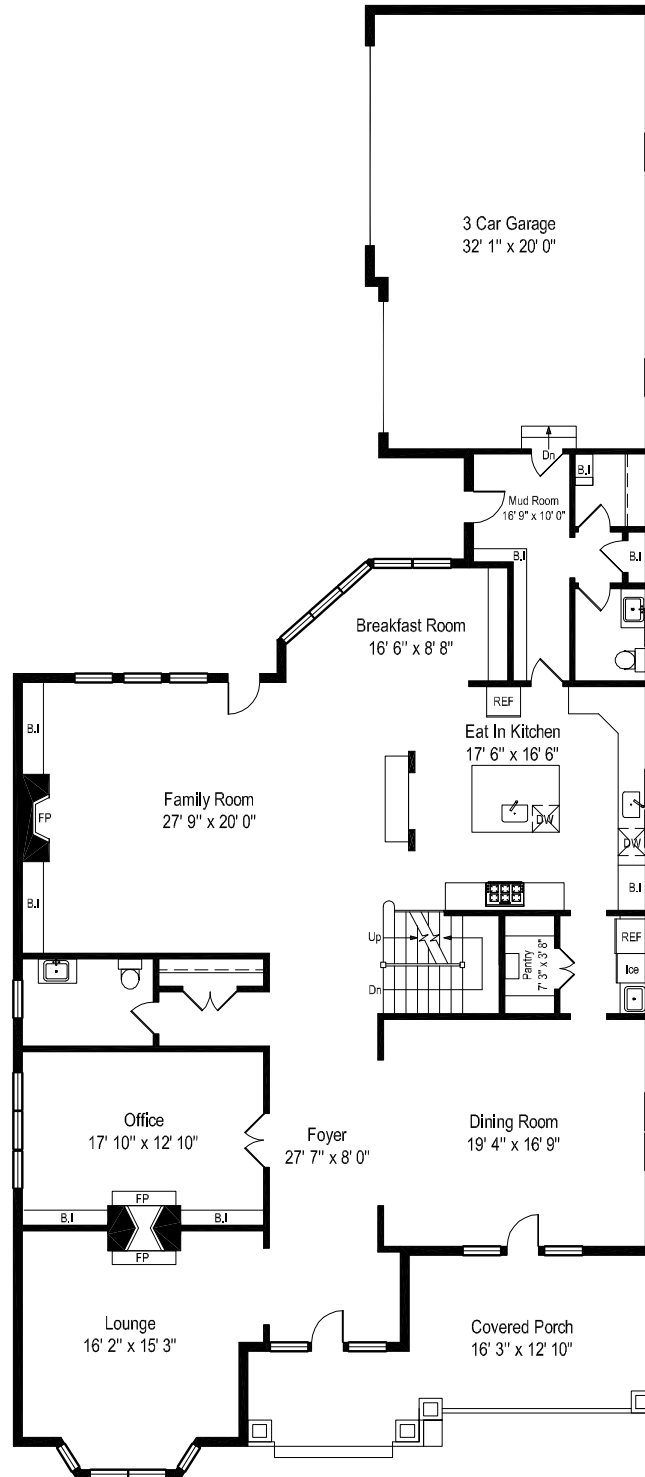 3 Car Garage
32' 1" x 20' 0"
Dn
B.I
Mud Room
16' 9" x 10' 0"
B.I
B.I
Breakfast Room
16' 6" x 8' 8"
REF
Eat In Kitchen
17' 6" x 16' 6"
B.I
Family Room
27' 9" x 20' 0"
FP
DW
DW
B.I
B.I
Up
Dn
Pantry
7' 3" x 3' 8"
REF
Ice
Office
17' 10" x 12' 10"
Foyer
27' 7" x 8' 0"
Dining Room
19' 4" x 16' 9"
FP
B.I
B.I
FP
Lounge
16' 2" x 15' 3"
Covered Porch
16' 3" x 12' 10"